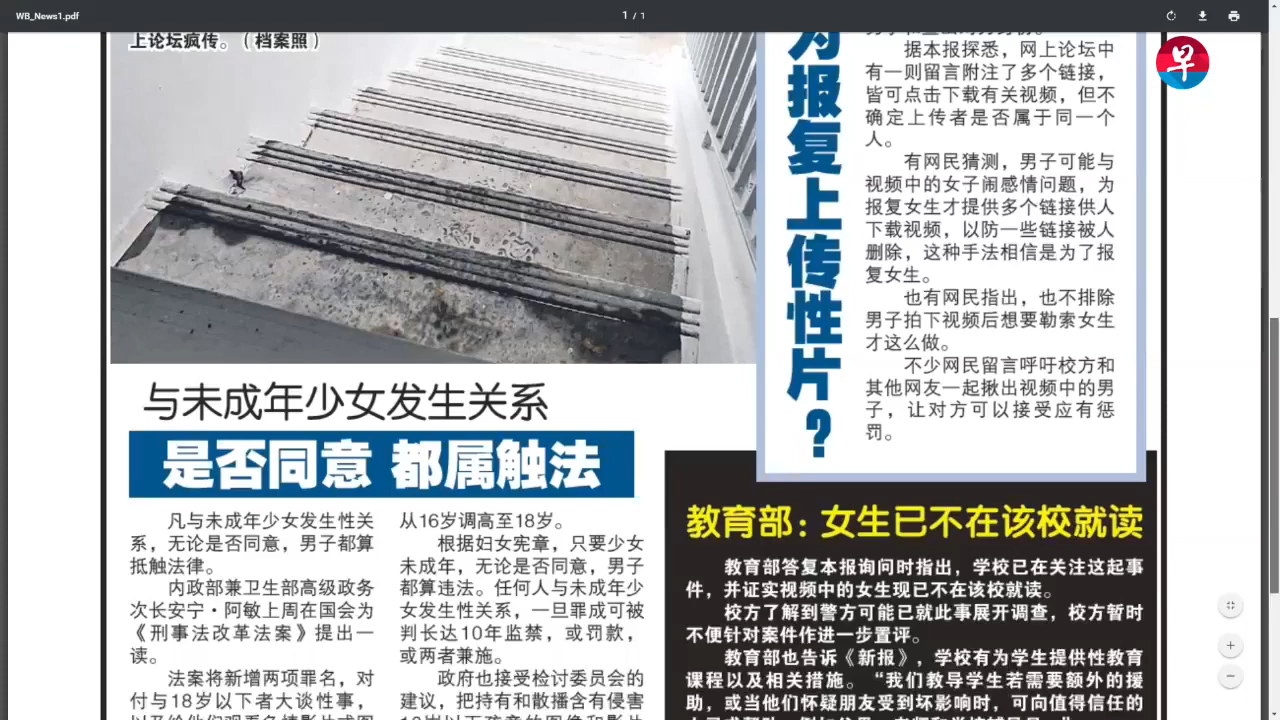 WB_News1.pdf
1 / 1
上论坛疯传。（档案照）
早
为报复上传性片？
据本报探悉，网上论坛中
有一则留言附注了多个链接，
皆可点击下载有关视频，但不
确定上传者是否属于同一个
人。
有网民猜测，男子可能与
视频中的女子闹感情问题，为
报复女生才提供多个链接供人
下载视频，以防一些链接被人
删除，这种手法相信是为了报
复女生。
也有网民指出，也不排除
男子拍下视频后想要勒索女生
才这么做。
不少网民留言呼吁校方和
其他网友一起揪出视频中的男
子，让对方可以接受应有惩
罚。
与未成年少女发生关系
是否同意 都属触法
凡与未成年少女发生性关
系，无论是否同意，男子都算
抵触法律。
内政部兼卫生部高级政务
次长安宁·阿敏上周在国会为
《刑事法改革法案》提出一
读。
法案将新增两项罪名，对
付与18岁以下者大谈性事，
从16岁调高至18岁。
根据妇女宪章，只要少女
未成年，无论是否同意，男子
都算违法。任何人与未成年少
女发生性关系，一旦罪成可被
判长达10年监禁，或罚款，
或两者兼施。
政府也接受检讨委员会的
建议，把持有和散播含有侵害
教育部：女生已不在该校就读
教育部答复本报询问时指出，学校已在关注这起事
件，并证实视频中的女生现已不在该校就读。
校方了解到警方可能已就此事展开调查，校方暂时
不便针对案件作进一步置评。
教育部也告诉《新报》，学校有为学生提供性教育
课程以及相关措施。“我们教导学生若需要额外的援
助，或当他们怀疑朋友受到坏影响时，可向值得信任的